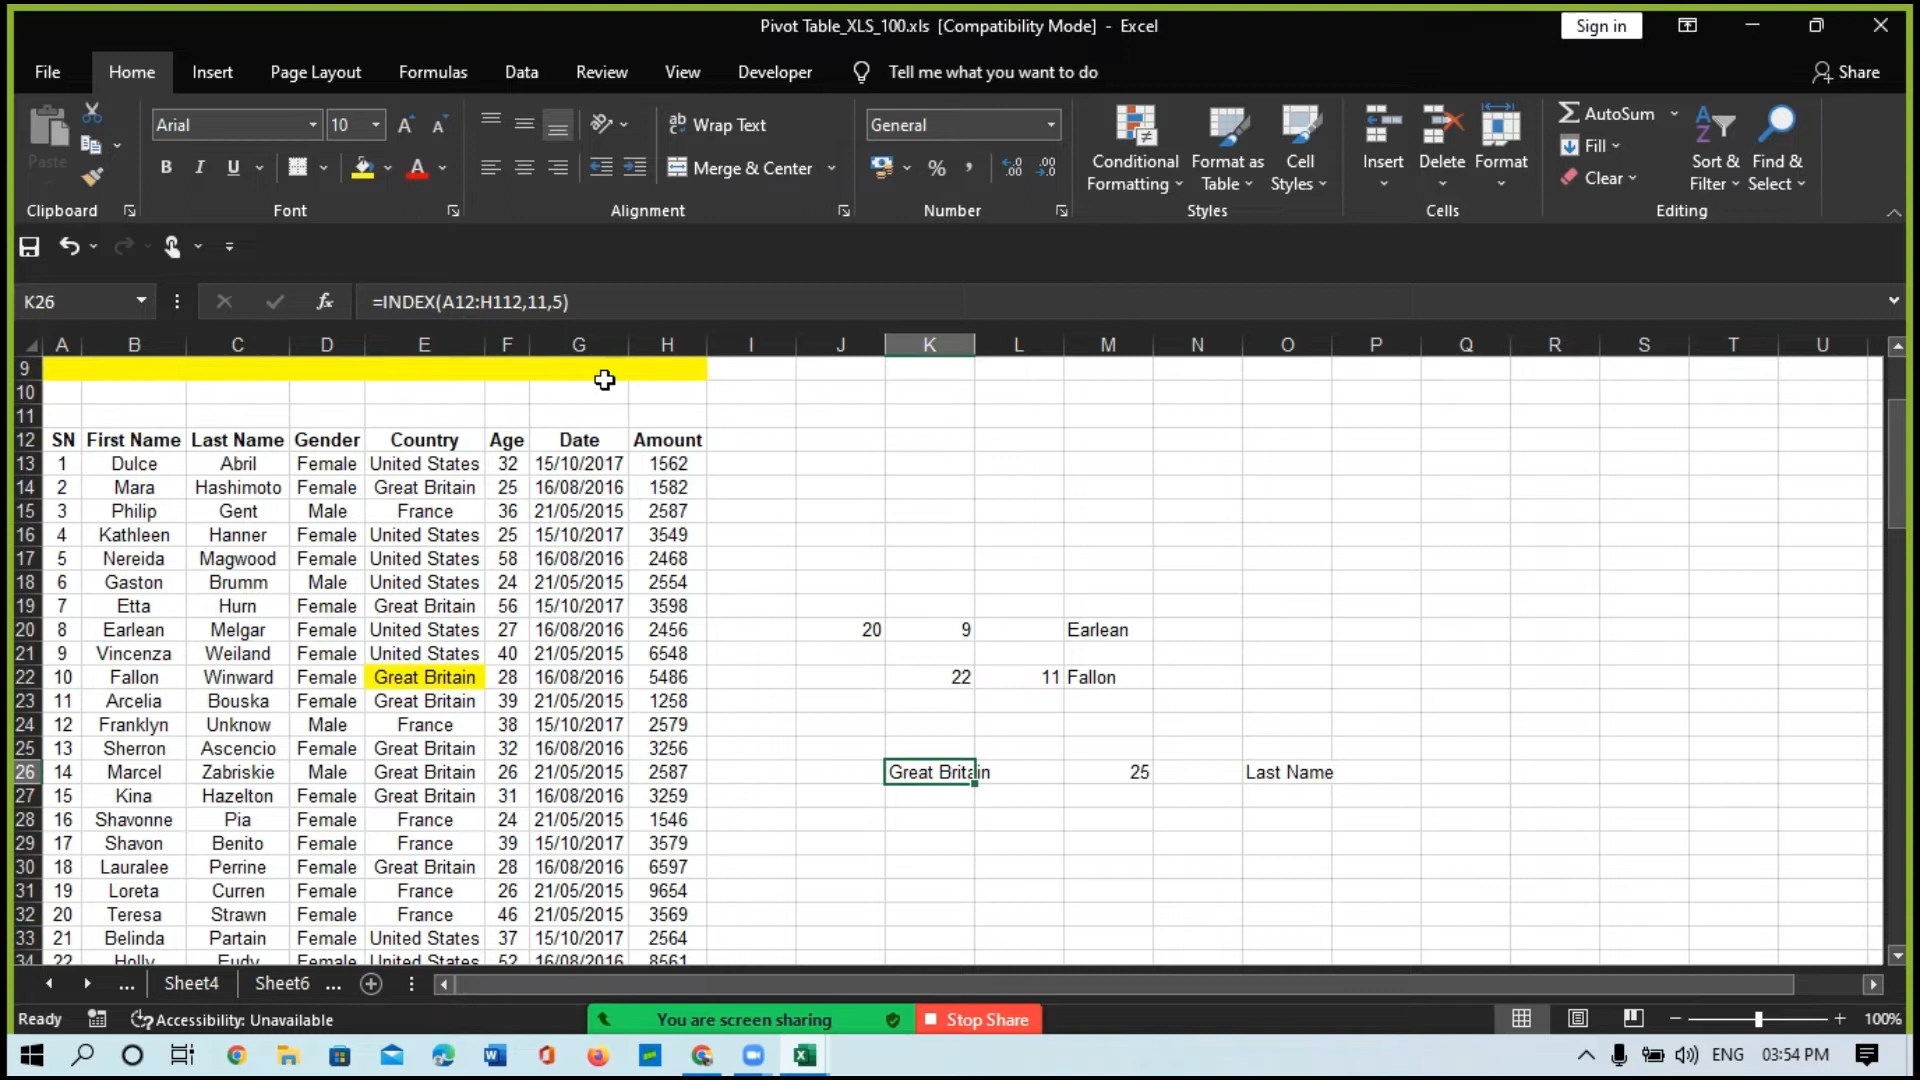 Pivot Table_XLS_100.xls [Compatibility Mode] - Excel
Sign in
File Home Insert Page Layout Formulas Data Review View Developer Tell me what you want to do Share
Paste
Clipboard
Arial 10
B I U
Font
Wrap Text
Merge & Center
Alignment
General
%
Number
Conditional Formatting
Format as Table
Cell Styles
Styles
Insert Delete Format
Cells
AutoSum
Fill
Clear
Sort & Filter
Find & Select
Editing
K26 fx =INDEX(A12:H112,11,5)
A B C D E F G H I J K L M N O P Q R S T U
9
10
11
12 SN First Name Last Name Gender Country Age Date Amount
13 1 Dulce Abril Female United States 32 15/10/2017 1562
14 2 Mara Hashimoto Female Great Britain 25 16/08/2016 1582
15 3 Philip Gent Male France 36 21/05/2015 2587
16 4 Kathleen Hanner Female United States 25 15/10/2017 3549
17 5 Nereida Magwood Female United States 58 16/08/2016 2468
18 6 Gaston Brumm Male United States 24 21/05/2015 2554
19 7 Etta Hurn Female Great Britain 56 15/10/2017 3598
20 8 Earlean Melgar Female United States 27 16/08/2016 2456 20 9 Earlean
21 9 Vincenza Weiland Female United States 40 21/05/2015 6548
22 10 Fallon Winward Female Great Britain 28 16/08/2016 5486 22 11 Fallon
23 11 Arcelia Bouska Female Great Britain 39 21/05/2015 1258
24 12 Franklyn Unknow Male France 38 15/10/2017 2579
25 13 Sherron Ascencio Female Great Britain 32 16/08/2016 3256
26 14 Marcel Zabriskie Male Great Britain 26 21/05/2015 2587 Great Britain 25 Last Name
27 15 Kina Hazelton Female Great Britain 31 16/08/2016 3259
28 16 Shavonne Pia Female France 24 21/05/2015 1546
29 17 Shavon Benito Female France 39 15/10/2017 3579
30 18 Lauralee Perrine Female Great Britain 28 16/08/2016 6597
31 19 Loreta Curren Female France 26 21/05/2015 9654
32 20 Teresa Strawn Female France 46 21/05/2015 3569
33 21 Belinda Partain Female United States 37 15/10/2017 2564
34 22 Holly Eudy Female United States 52 16/08/2016 8561
... Sheet4 Sheet6 ...
Ready Accessibility: Unavailable You are screen sharing Stop Share 100%
ENG 03:54 PM